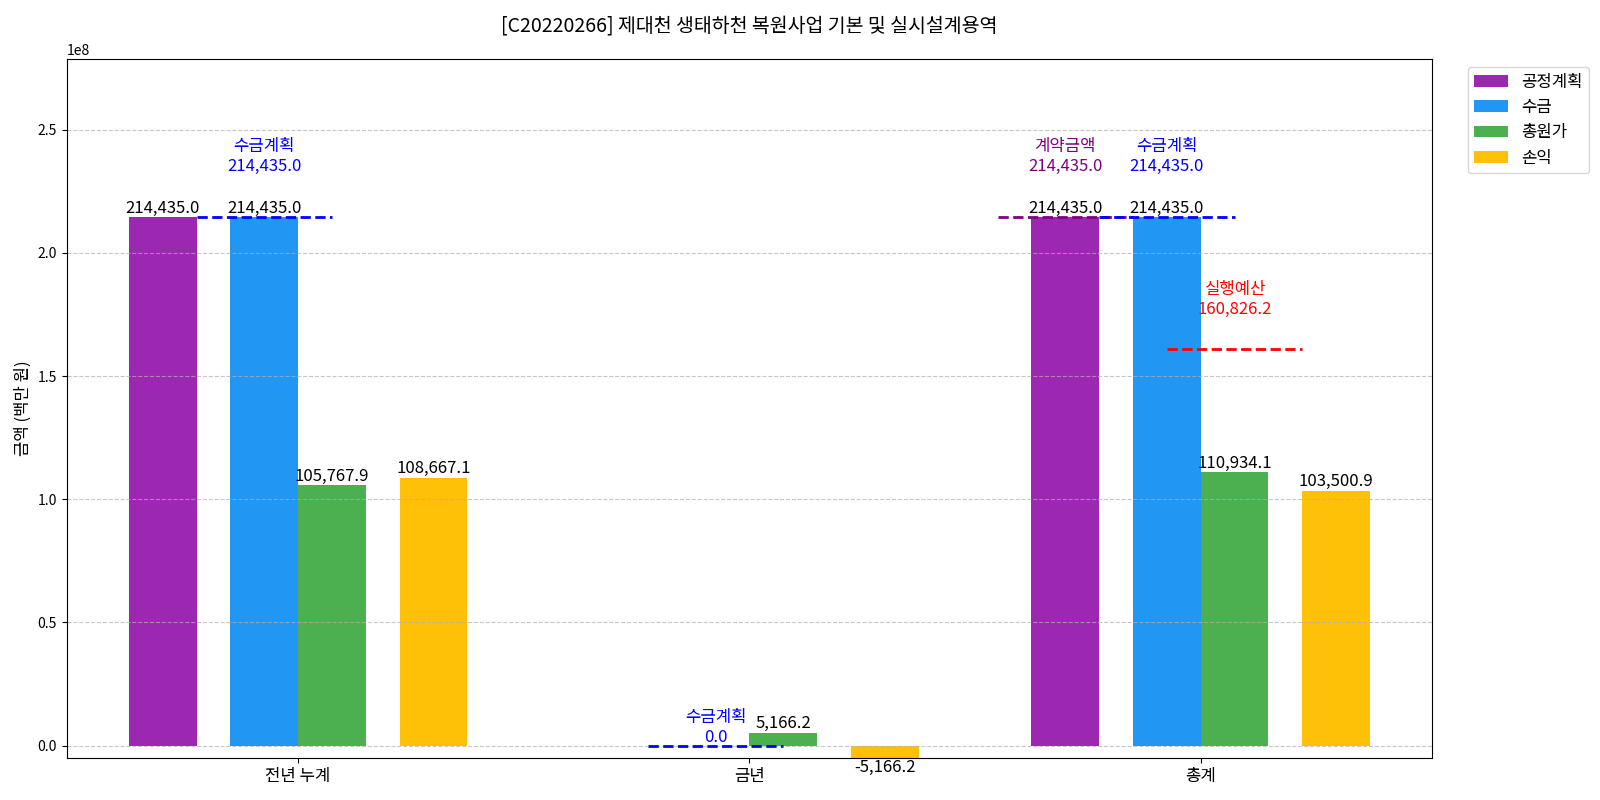 [C20220266] 제대천 생태하천 복원사업 기본 및 실시설계용역
1e8
금액 (백만 원)
2.5
2.0
1.5
1.0
0.5
0.0
수금계획
214,435.0
214,435.0
214,435.0
105,767.9
108,667.1
수금계획
0.0
5,166.2
-5,166.2
계약금액
214,435.0
수금계획
214,435.0
214,435.0
214,435.0
실행예산
160,826.2
110,934.1
103,500.9
전년 누계
금년
총계
공정계획
수금
총원가
손익